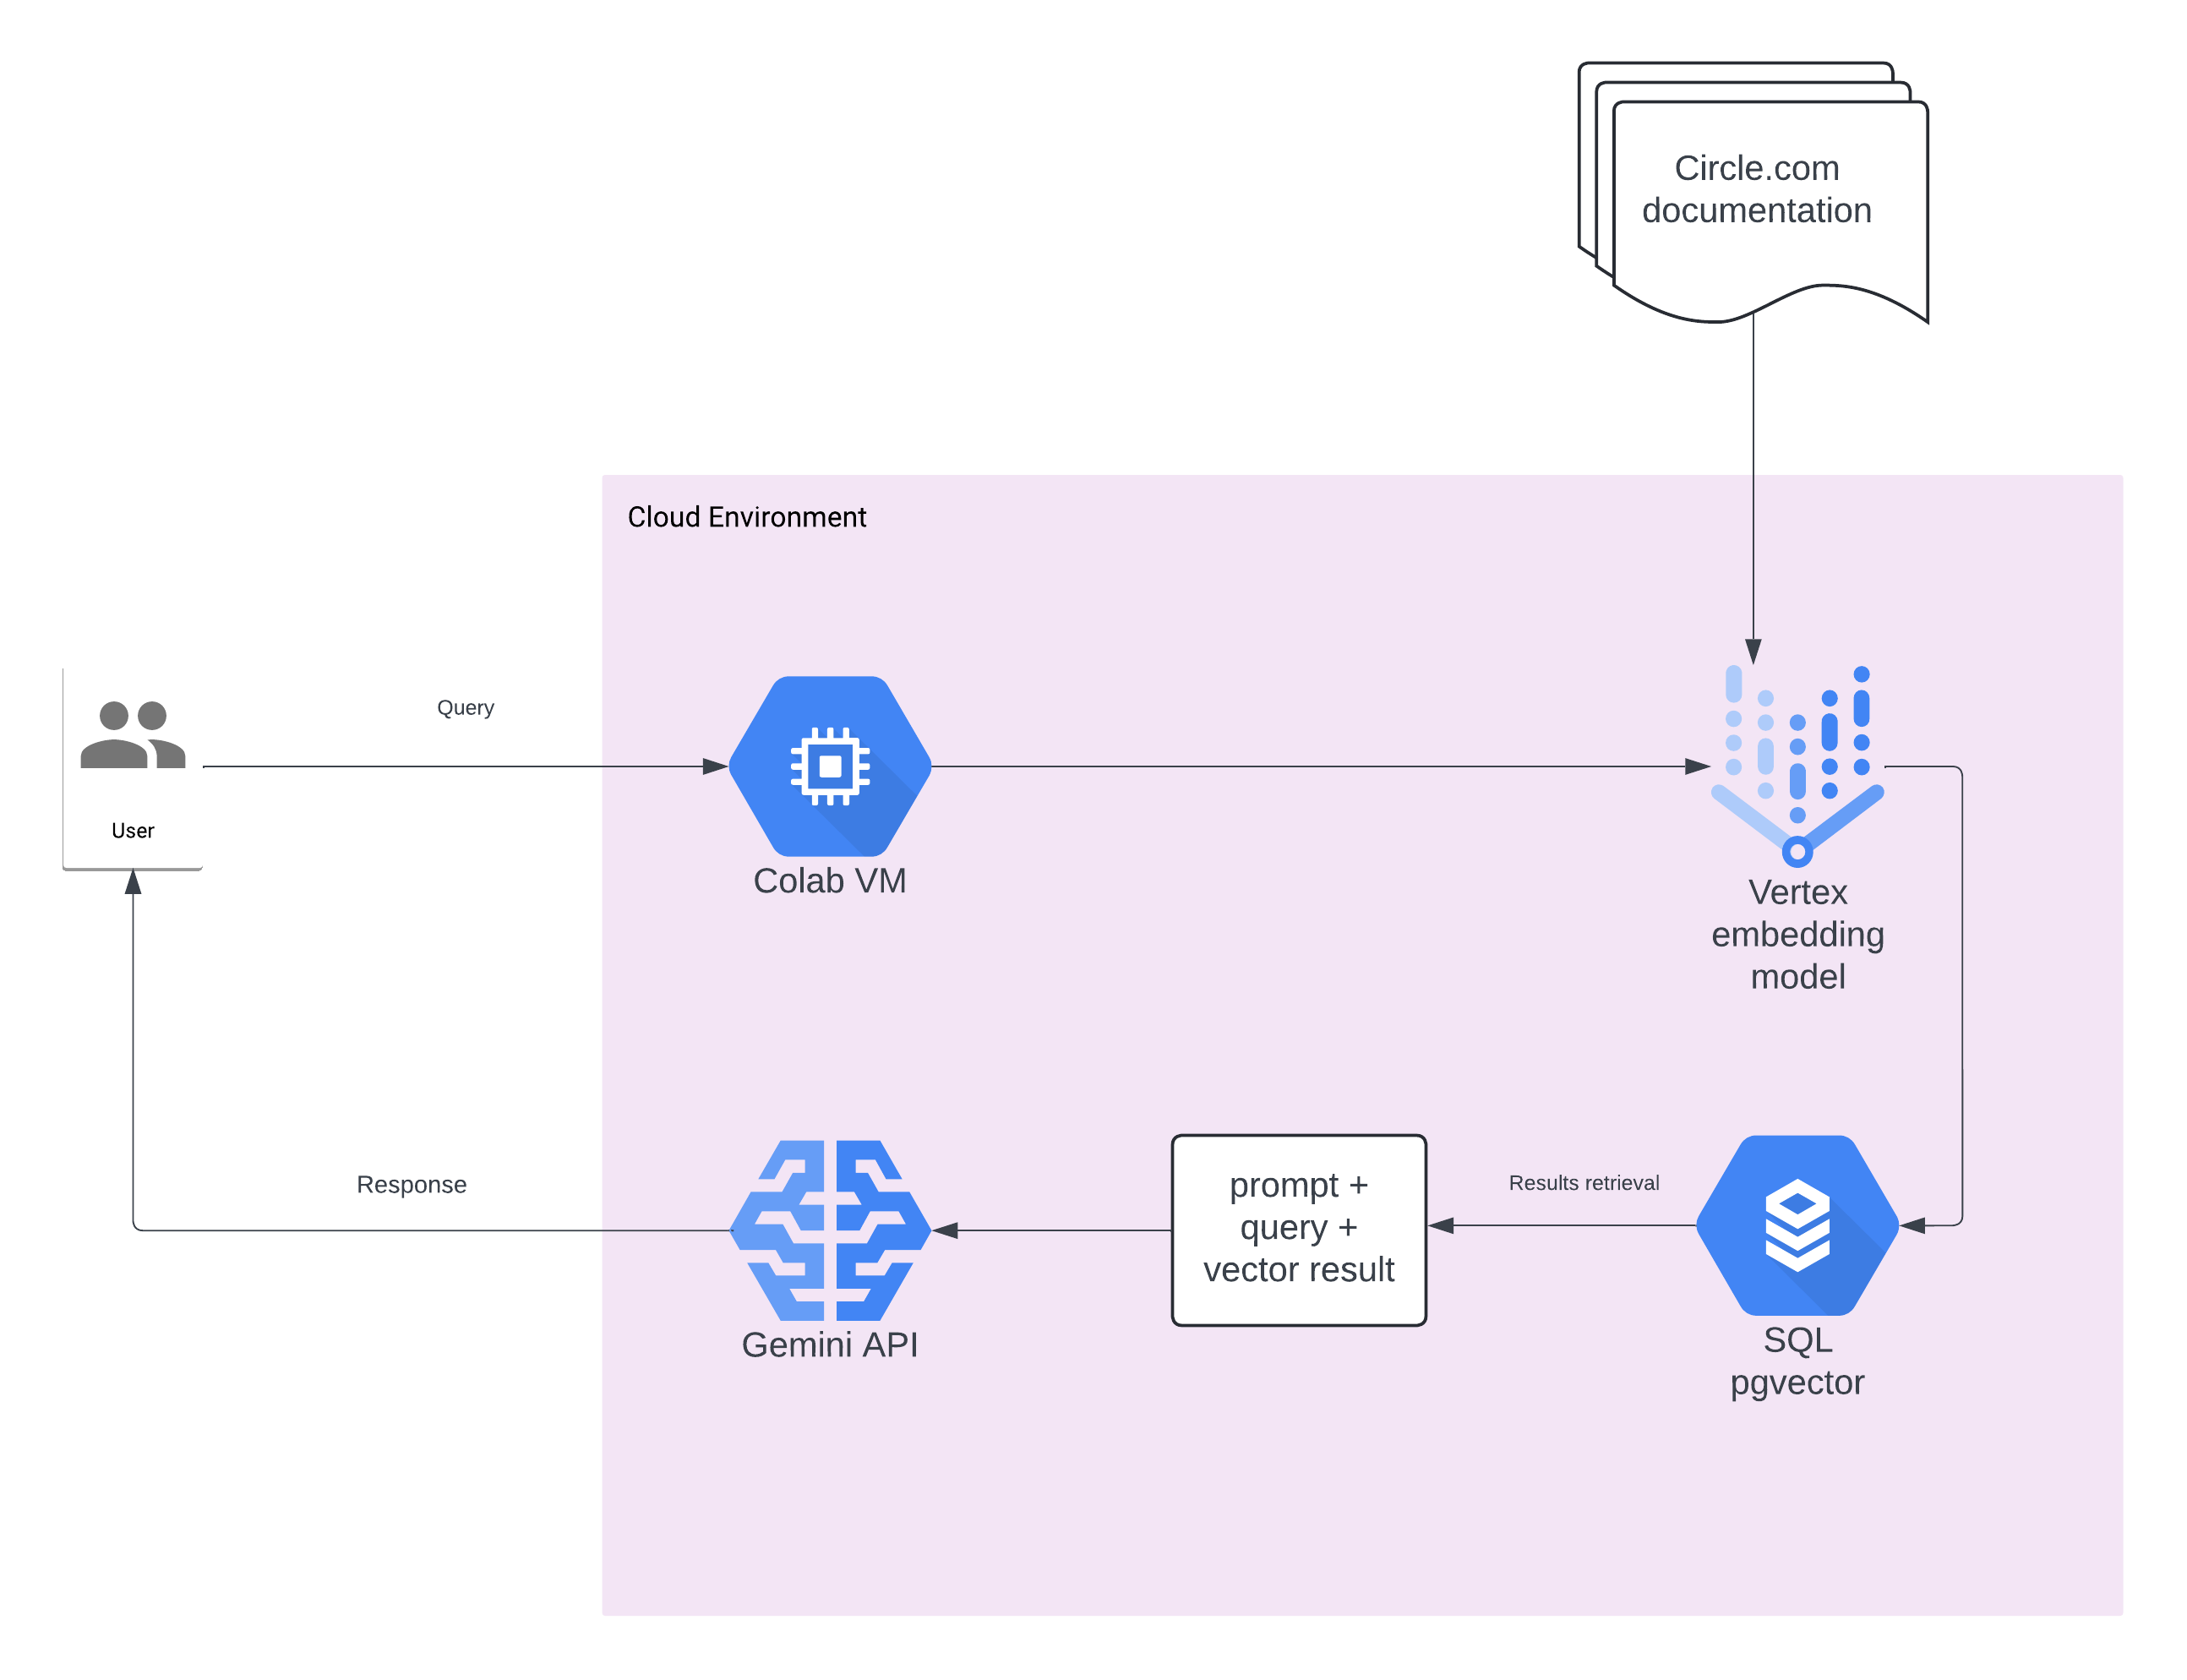 Circle.com
documentation
Cloud Environment
Query
User
Colab VM
Vertex
embedding
model
Response
Gemini API
prompt +
query +
vector result
Results retrieval
SQL
pgvector